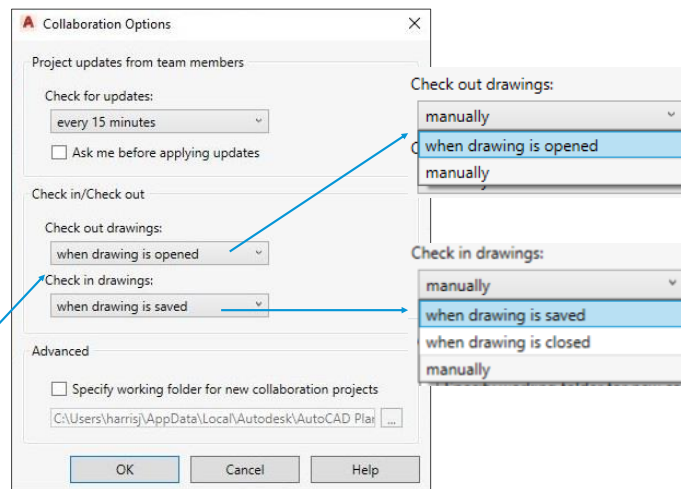 Collaboration Options
Project updates from team members
Check for updates:
every 15 minutes
Ask me before applying updates
Check in/Check out
Check out drawings:
when drawing is opened
Check in drawings:
when drawing is saved
Advanced
Specify working folder for new collaboration projects
C:\Users\harrisj\AppData\Local\Autodesk\AutoCAD Plan
...
OK
Cancel
Help
Check out drawings:
manually
when drawing is opened
manually
Check in drawings:
manually
when drawing is saved
when drawing is closed
manually